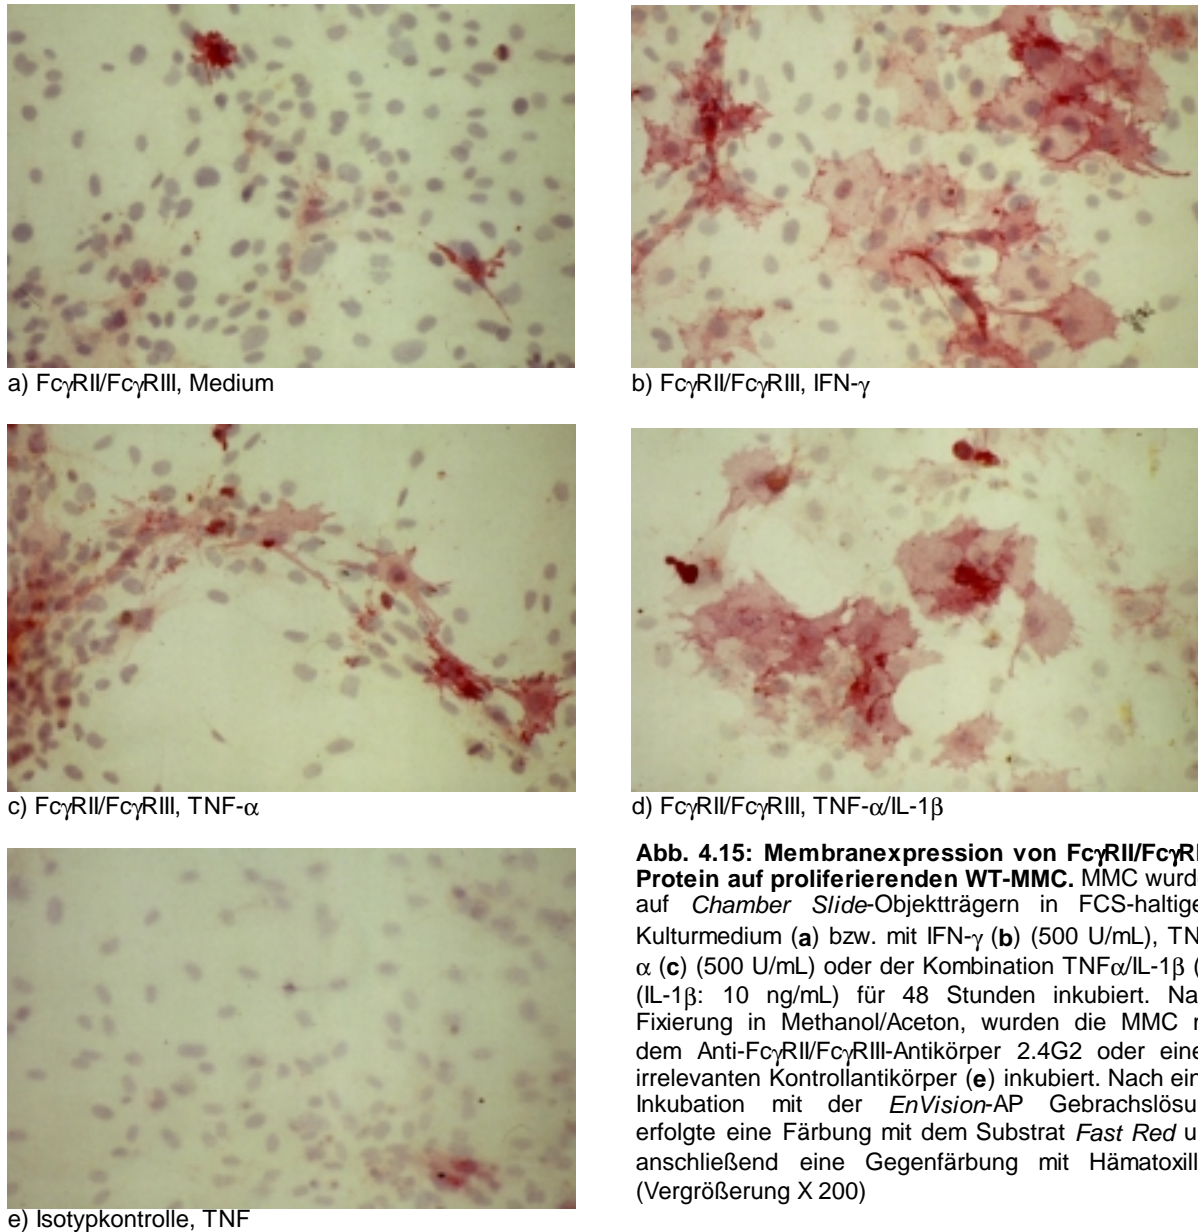 a) FcγRII/FcγRIII, Medium
b) FcγRII/FcγRIII, IFN-γ
c) FcγRII/FcγRIII, TNF-α
d) FcγRII/FcγRIII, TNF-α/IL-1β
Abb. 4.15: Membranexpression von FcγRII/FcγRI
Protein auf proliferierenden WT-MMC. MMC wurd
auf Chamber Slide-Objektträgern in FCS-haltige
Kulturmedium (a) bzw. mit IFN-γ (b) (500 U/mL), TN
α (c) (500 U/mL) oder der Kombination TNFα/IL-1β (
(IL-1β: 10 ng/mL) für 48 Stunden inkubiert. Na
Fixierung in Methanol/Aceton, wurden die MMC
dem Anti-FcγRII/FcγRIII-Antikörper 2.4G2 oder eine
irrelevanten Kontrollantikörper (e) inkubiert. Nach ein
Inkubation mit der EnVision-AP Gebrachslösu
erfolgte eine Färbung mit dem Substrat Fast Red u
anschließend eine Gegenfärbung mit Hämatoxill
(Vergrößerung X 200)
e) Isotypkontrolle, TNF